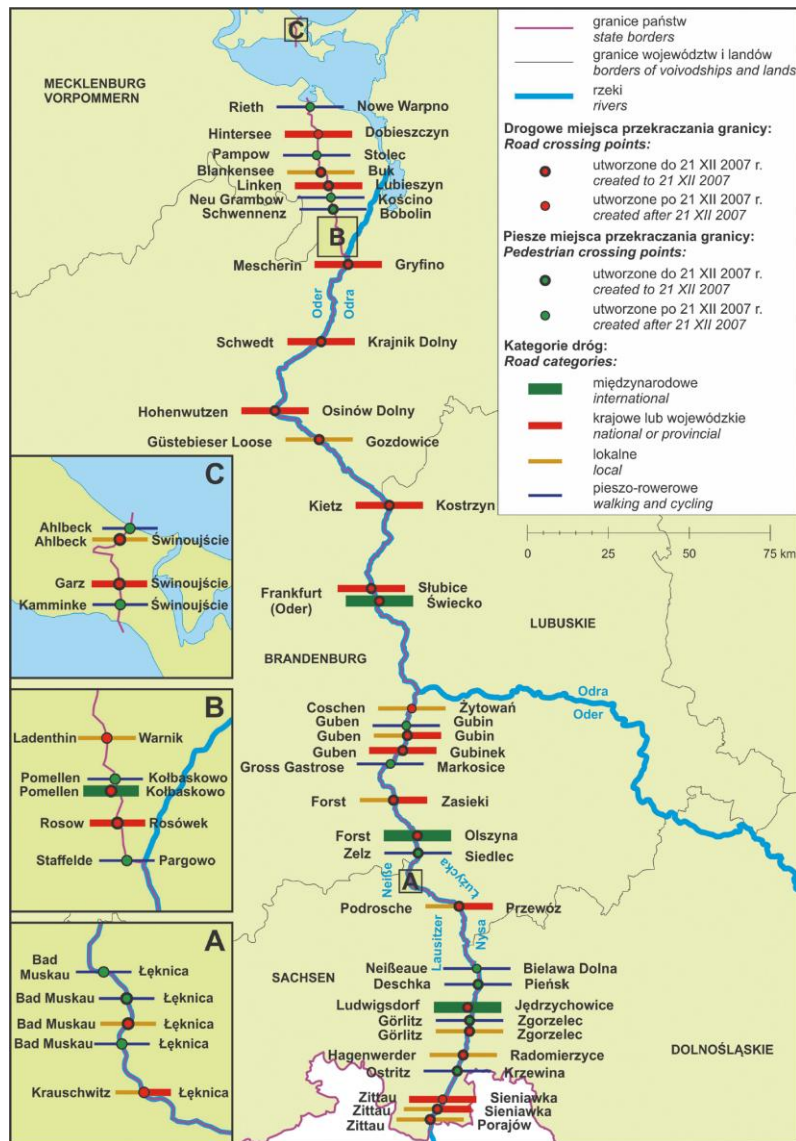 C
MECKLENBURG
VORPOMMERN
Rieth Nowe Warpno
Hintersee Dobieszczyn
Pampow Stolec
Blankensee Buk
Linken Lubieszyn
Neu Grambow Kościno
Schwennenz Bobolin
B
Mescherin Gryfino
Oder Odra
Schwedt Krajnik Dolny
Hohenwutzen Osinów Dolny
Güstebieser Loose Gozdowice
Kietz Kostrzyn
Frankfurt Słubice
(Oder) Świecko
LUBUSKIE
BRANDENBURG
Odra
Oder
Coschen Żytowań
Guben Gubin
Guben Gubin
Guben Gubinek
Gross Gastrose Markosice
Forst Zasieki
Forst Olszyna
Zelz Siedlec
Neiße Łużycka
A
Podrosche Przewóz
Lausitzer Nysa
SACHSEN
Neißeaue Bielawa Dolna
Deschka Pieńsk
Ludwigsdorf Jędrzychowice
Görlitz Zgorzelec
Görlitz Zgorzelec
DOLNOŚLĄSKIE
Hagenwerder Radomierzyce
Ostritz Krzewina
Zittau Sieniawka
Zittau Sieniawka
Zittau Porajów
granice państw
state borders
granice województw i landów
borders of voivodships and lands
rzeki
rivers
Drogowe miejsca przekraczania granicy:
Road crossing points:
utworzone do 21 XII 2007 r.
created to 21 XII 2007
utworzone po 21 XII 2007 r.
created after 21 XII 2007
Piesze miejsca przekraczania granicy:
Pedestrian crossing points:
utworzone do 21 XII 2007 r.
created to 21 XII 2007
utworzone po 21 XII 2007 r.
created after 21 XII 2007
Kategorie dróg:
Road categories:
międzynarodowe
international
krajowe lub wojewódzkie
national or provincial
lokalne
local
pieszo-rowerowe
walking and cycling
0 25 50 75 km
C
Ahlbeck
Ahlbeck Świnoujście
Garz Świnoujście
Kamminke Świnoujście
B
Ladenthin Warnik
Pomellen Kołbaskowo
Pomellen Kołbaskowo
Rosow Rosówek
Staffelde Pargowo
A
Bad
Muskau Łęknica
Bad Muskau Łęknica
Bad Muskau Łęknica
Bad Muskau Łęknica
Krauschwitz Łęknica